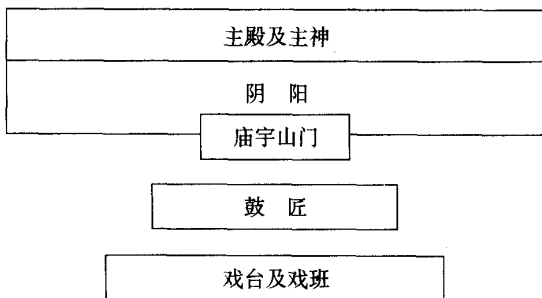 主殿及主神
阴 阳
庙宇山门
鼓 匠
戏台及戏班